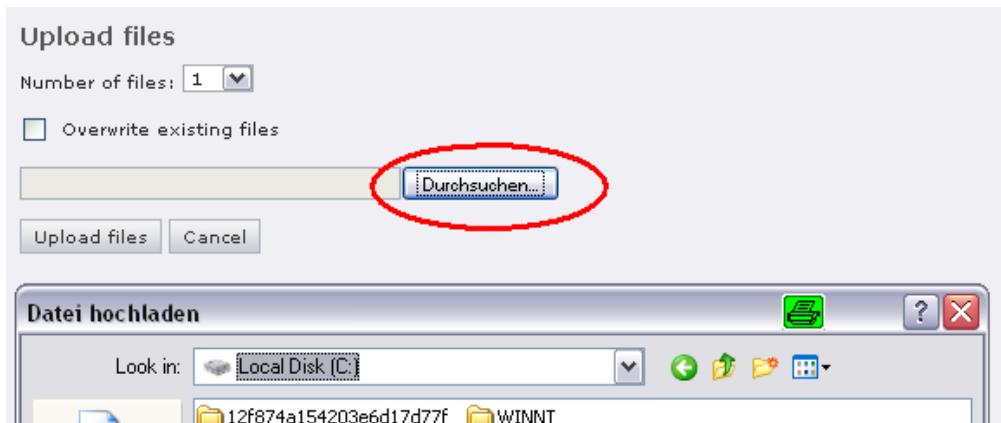 Upload files
Number of files: 1
Overwrite existing files
Durchsuchen...
Upload files Cancel
Datei hochladen ?
Look in: Local Disk (C:)
12f874a154203e6d17d77f WINNT